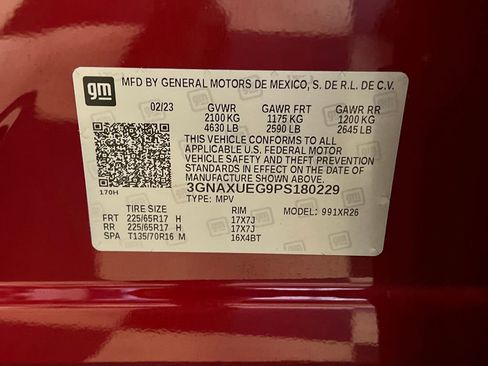 gm MFD BY GENERAL MOTORS DE MEXICO, S. DE R.L. DE C.V.
02/23 GVWR GAWR FRT GAWR RR
2100 KG 1175 KG 1200 KG
4630 LB 2590 LB 2645 LB
THIS VEHICLE CONFORMS TO ALL
APPLICABLE U.S. FEDERAL MOTOR
VEHICLE SAFETY AND THEFT PREVENTION
STANDARDS IN EFFECT ON THE DATE OF
MANUFACTURE SHOWN ABOVE.
3GNAXUEG9PS180229
170H TYPE: MPV
TIRE SIZE RIM MODEL: 991XR26
FRT 225/65R17 H 17X7J
RR 225/65R17 H 17X7J
SPA T135/70R16 M 16X4BT